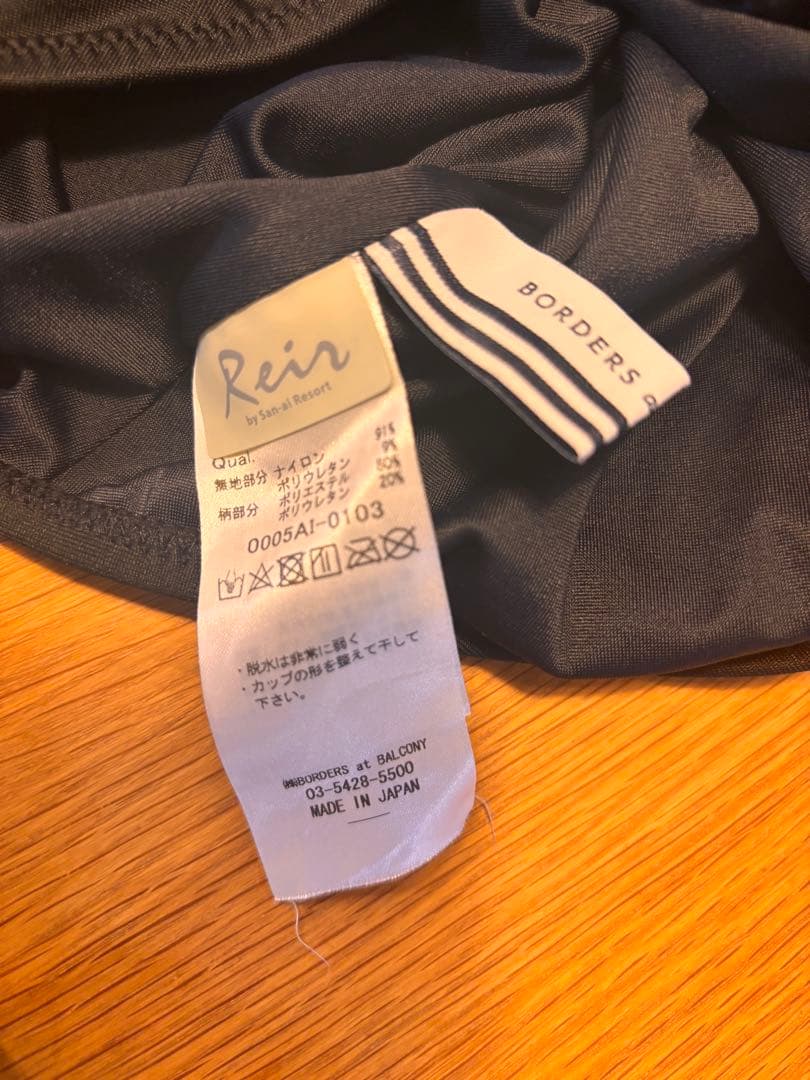 BORDERS
Reir
by San-ai Resort
Qual.
無地部分 ナイロン 91%
ポリウレタン 9%
柄部分 ポリエステル 80%
ポリウレタン 20%
0005AI-0103
・脱水は非常に弱く
・カップの形を整えて干して
下さい。
㈱BORDERS at BALCONY
03-5428-5500
MADE IN JAPAN